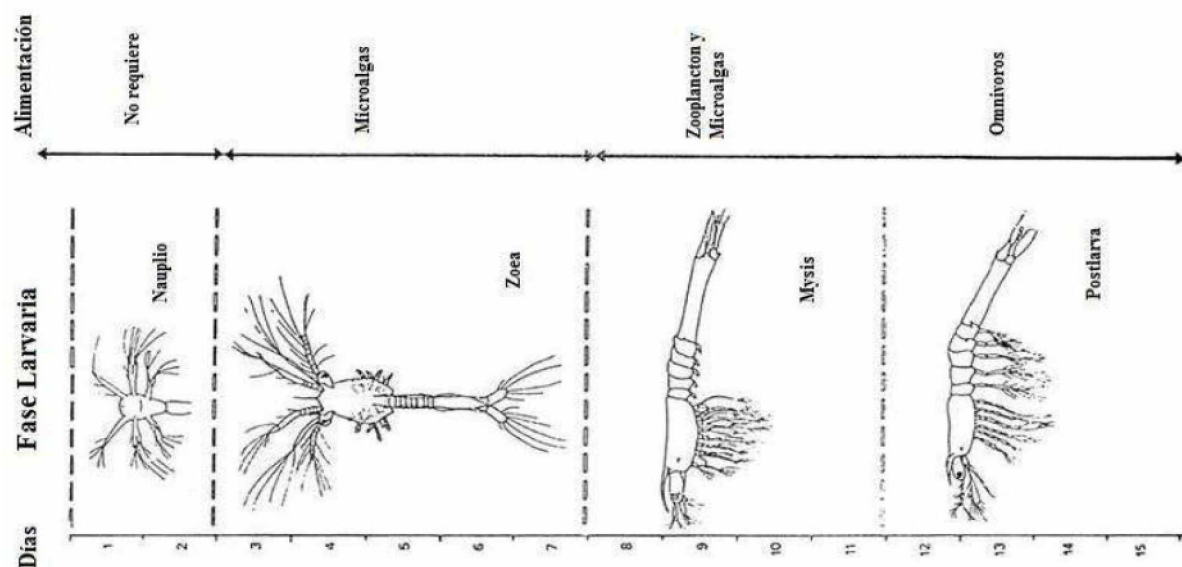 Días
Fase Larvaria
Alimentación
1
2
Nauplio
No requiere
3
4
5
6
7
Zoea
Microalgas
8
9
10
11
Mysis
Zooplancton y
Microalgas
12
13
14
15
Postlarva
Omnivoros